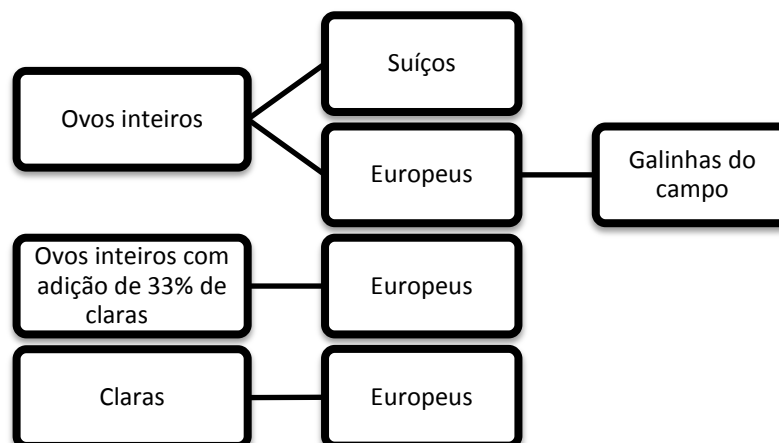 Ovos inteiros
Suíços
Europeus
Galinhas do
campo
Ovos inteiros com
adição de 33% de
claras
Europeus
Claras
Europeus